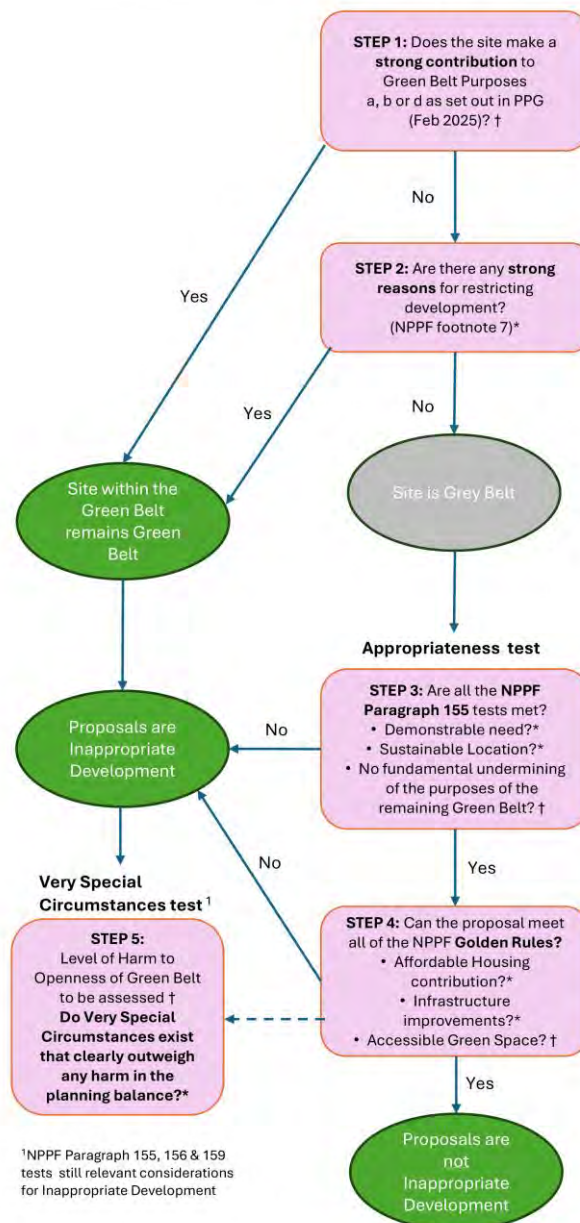 STEP 1: Does the site make a
strong contribution to
Green Belt Purposes
a, b or d as set out in PPG
(Feb 2025)? †
No
STEP 2: Are there any strong
reasons for restricting
development?
(NPPF footnote 7)*
Yes
Yes
No
Site within the
Green Belt
remains Green
Belt
Site is Grey Belt
Appropriateness test
STEP 3: Are all the NPPF
Paragraph 155 tests met?
• Demonstrable need?*
• Sustainable Location?*
• No fundamental undermining
of the purposes of the
remaining Green Belt? †
No
Proposals are
Inappropriate
Development
No
Yes
Very Special
Circumstances test ¹
STEP 5:
Level of Harm to
Openness of Green Belt
to be assessed †
Do Very Special
Circumstances exist
that clearly outweigh
any harm in the
planning balance?*
STEP 4: Can the proposal meet
all of the NPPF Golden Rules?
• Affordable Housing
contribution?*
• Infrastructure
improvements?*
• Accessible Green Space? †
Yes
Proposals are
not
Inappropriate
Development
¹NPPF Paragraph 155, 156 & 159
tests still relevant considerations
for Inappropriate Development